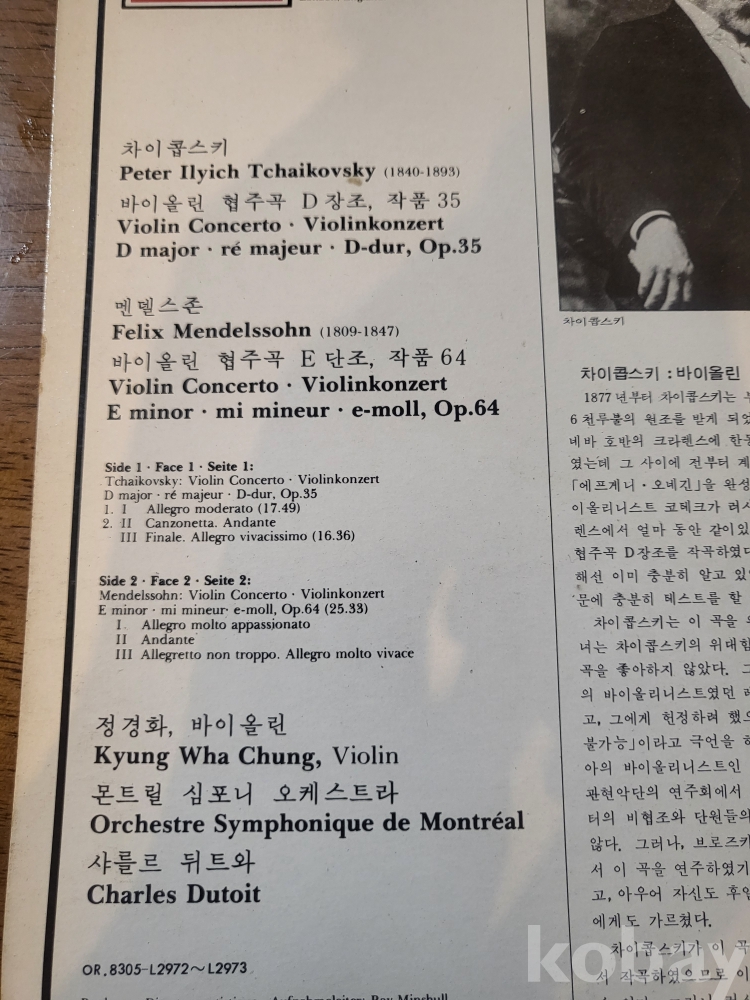 차이콥스키
Peter Ilyich Tchaikovsky (1840-1893)
바이올린 협주곡 D 장조, 작품 35
Violin Concerto · Violinkonzert
D major · ré majeur · D-dur, Op.35
멘델스존
Felix Mendelssohn (1809-1847)
바이올린 협주곡 E 단조, 작품 64
Violin Concerto · Violinkonzert
E minor · mi mineur · e-moll, Op.64
Side 1 · Face 1 · Seite 1:
Tchaikovsky: Violin Concerto · Violinkonzert
D major · ré majeur · D-dur, Op.35
1. I Allegro moderato (17.49)
2. II Canzonetta. Andante
III Finale. Allegro vivacissimo (16.36)
Side 2 · Face 2 · Seite 2:
Mendelssohn: Violin Concerto · Violinkonzert
E minor · mi mineur · e-moll, Op.64 (25.33)
I Allegro molto appassionato
II Andante
III Allegretto non troppo. Allegro molto vivace
정경화, 바이올린
Kyung Wha Chung, Violin
몬트릴 심포니 오케스트라
Orchestre Symphonique de Montréal
샤를르 뒤트와
Charles Dutoit
OR.8305-L2972~L2973
Aufnahmeleiter: Ray Minshull
차이콥스키
차이콥스키 : 바이올린
1877년부터 차이콥스키는
6천루블의 원조를 받게 되었
네바 호반의 크라렌스에 한동
였는데 그 사이에 전부터 계
「에프게니·오네긴」을 완성
이올리니스트 코테크가 러시
렌스에서 얼마 동안 같이있
협주곡 D장조를 작곡하였다
해선 이미 충분히 알고 있었
문에 충분히 테스트를 할
차이콥스키는 이 곡을
녀는 차이콥스키의 위대함
곡을 좋아하지 않았다. 그
의 바이올리니스트였던 레
고, 그에게 헌정하려 했으
불가능」이라고 극언을 하
아의 바이올리니스트인
관현악단의 연주회에서
터의 비협조와 단원들의
않다. 그러나, 브로즈키
서 이 곡을 연주하였기
고, 아우어 자신도 후일
에게도 가르쳤다.
차이콥스키가 이 곡
서 작곡하였으므로 이
kobay